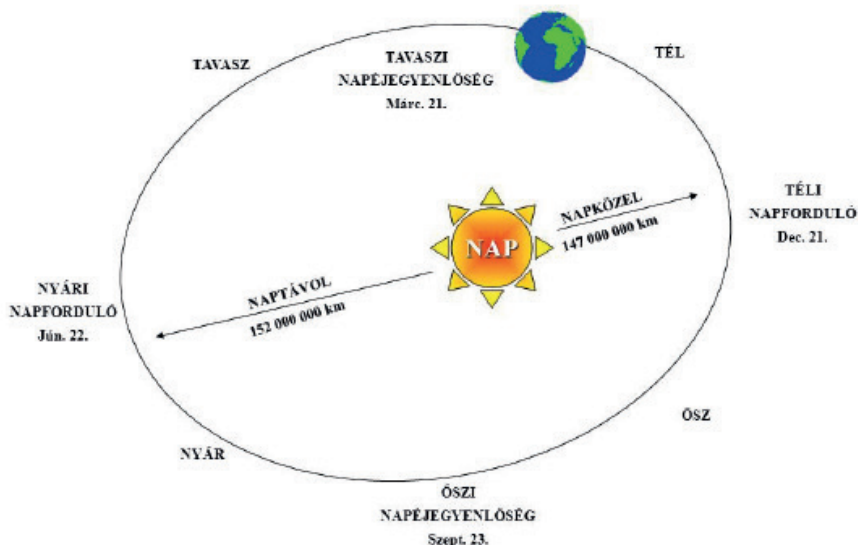 TAVASZ
TAVASZI
NAPÉJEGYENLŐSÉG
Márc. 21.
TÉL
NAPKÖZEL
147 000 000 km
TÉLI
NAPFORDULÓ
Dec. 21.
NAP
NAPTÁVOL
152 000 000 km
NYÁRI
NAPFORDULÓ
Jún. 22.
ŐSZ
NYÁR
ŐSZI
NAPÉJEGYENLŐSÉG
Szept. 23.